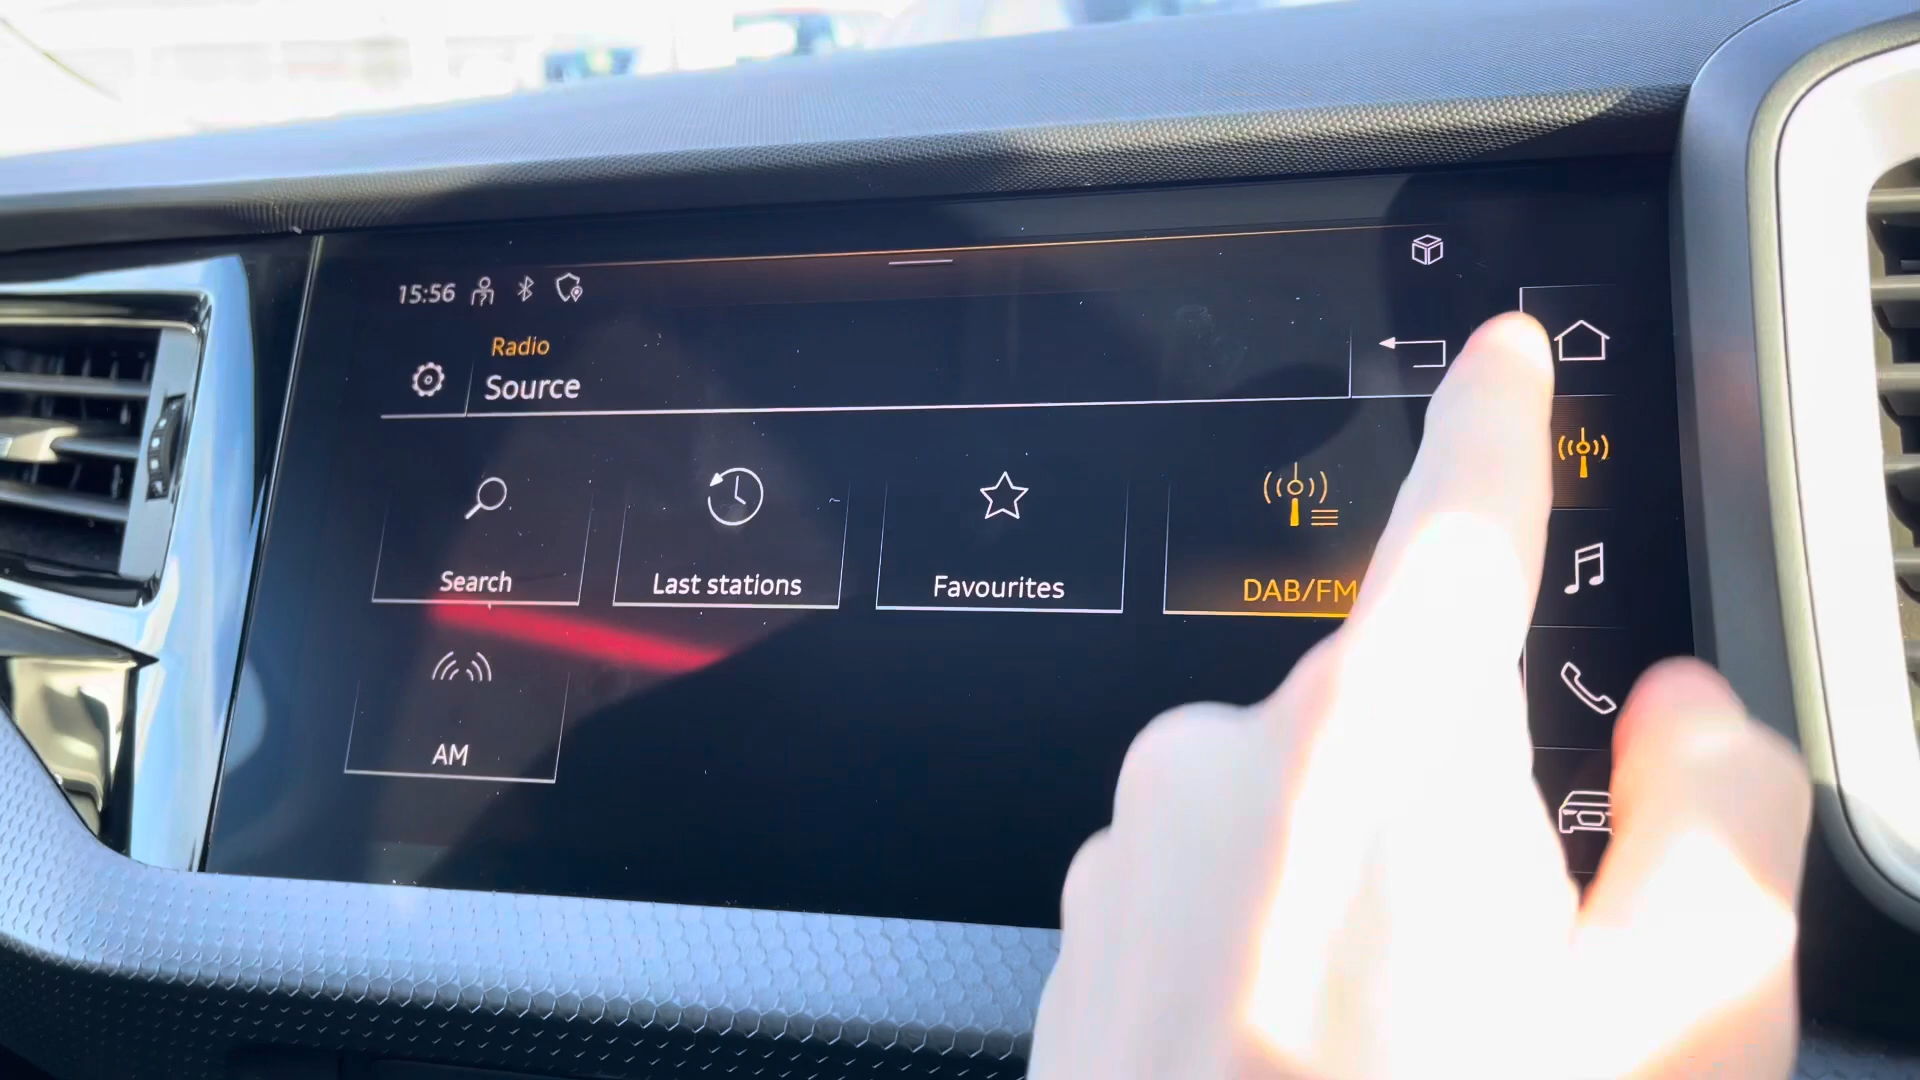 15:56
Radio
Source
Search
Last stations
Favourites
DAB/FM
AM